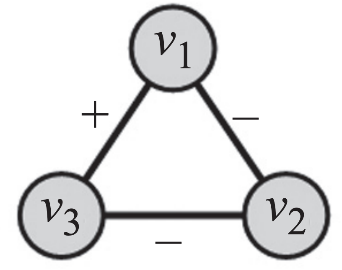 v₁
+ −
v₃ v₂
−